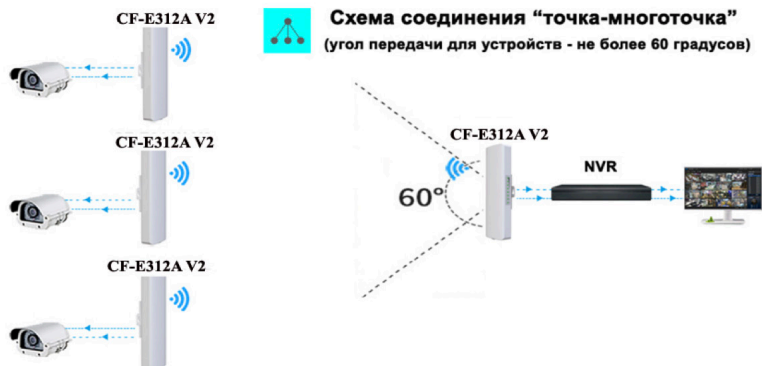 CF-E312A V2
Схема соединения “точка-многоточка”
(угол передачи для устройств - не более 60 градусов)
CF-E312A V2
CF-E312A V2
NVR
60°
CF-E312A V2